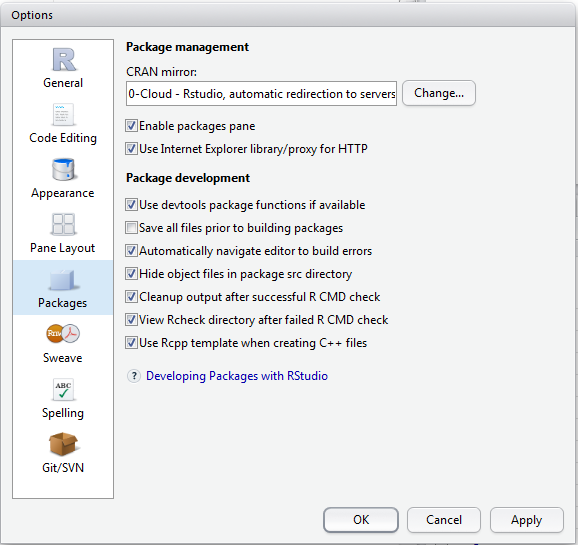 Options
R
General
Code Editing
Appearance
Pane Layout
Packages
Rnw
Sweave
ABC
Spelling
Git/SVN
Package management
CRAN mirror:
0-Cloud - Rstudio, automatic redirection to servers
Change...
Enable packages pane
Use Internet Explorer library/proxy for HTTP
Package development
Use devtools package functions if available
Save all files prior to building packages
Automatically navigate editor to build errors
Hide object files in package src directory
Cleanup output after successful R CMD check
View Rcheck directory after failed R CMD check
Use Rcpp template when creating C++ files
? Developing Packages with RStudio
OK
Cancel
Apply